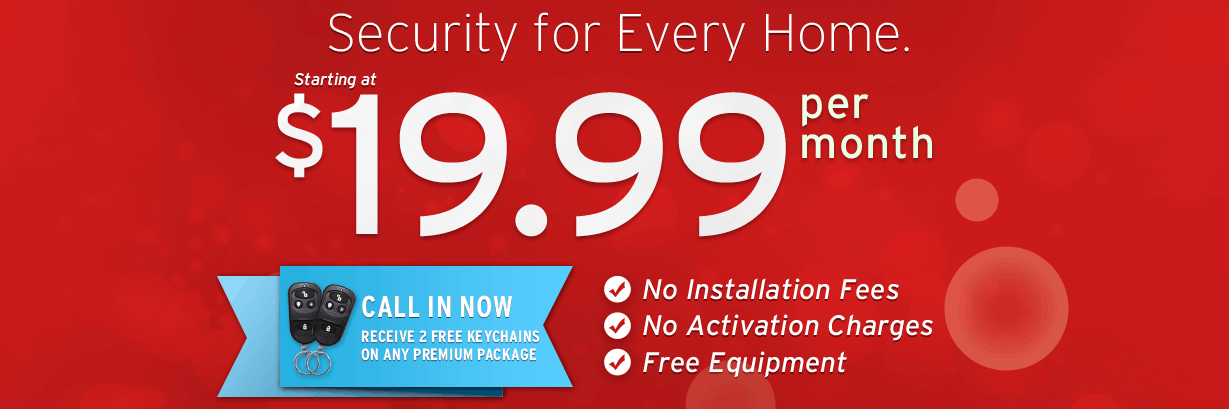 Security for Every Home.
Starting at
$19.99
per
month
CALL IN NOW
RECEIVE 2 FREE KEYCHAINS
ON ANY PREMIUM PACKAGE
No Installation Fees
No Activation Charges
Free Equipment